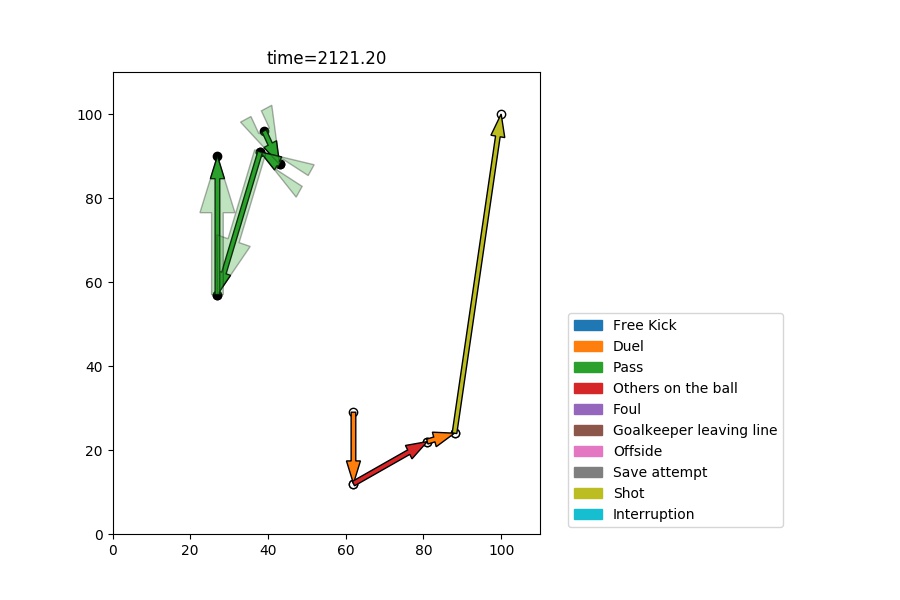 time=2121.20
100
80
60
40
20
0
0 20 40 60 80 100
Free Kick
Duel
Pass
Others on the ball
Foul
Goalkeeper leaving line
Offside
Save attempt
Shot
Interruption